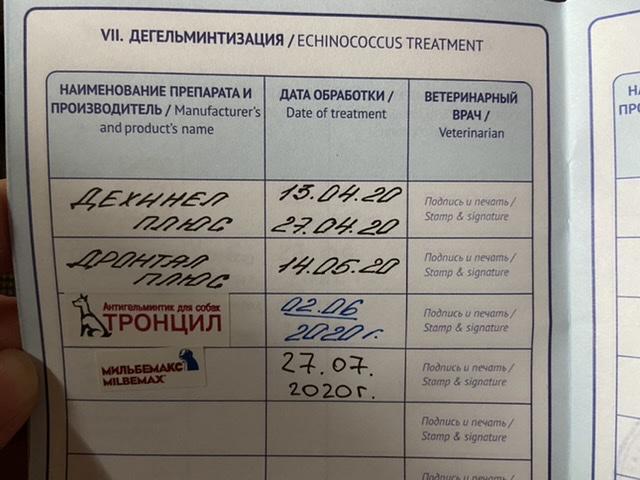 VII. ДЕГЕЛЬМИНТИЗАЦИЯ / ECHINOCOCCUS TREATMENT
НАИМЕНОВАНИЕ ПРЕПАРАТА И
ПРОИЗВОДИТЕЛЬ / Manufacturer's
and product's name
ДАТА ОБРАБОТКИ /
Date of treatment
ВЕТЕРИНАРНЫЙ
ВРАЧ /
Veterinarian
ДЕХИНЕЛ
ПЛЮС
13.04.20
27.04.20
Подпись и печать /
Stamp & signature
ДРОНТАЛ
ПЛЮС
14.05.20
Подпись и печать /
Stamp & signature
Антигельминтик для собак
ТРОНЦИЛ
02.06
2020г.
Подпись и печать /
Stamp & signature
МИЛЬБЕМАКС
MILBEMAX
27.07.
2020г.
Подпись и печать /
Stamp & signature
Подпись и печать /
Stamp & signature
Подпись и печать /